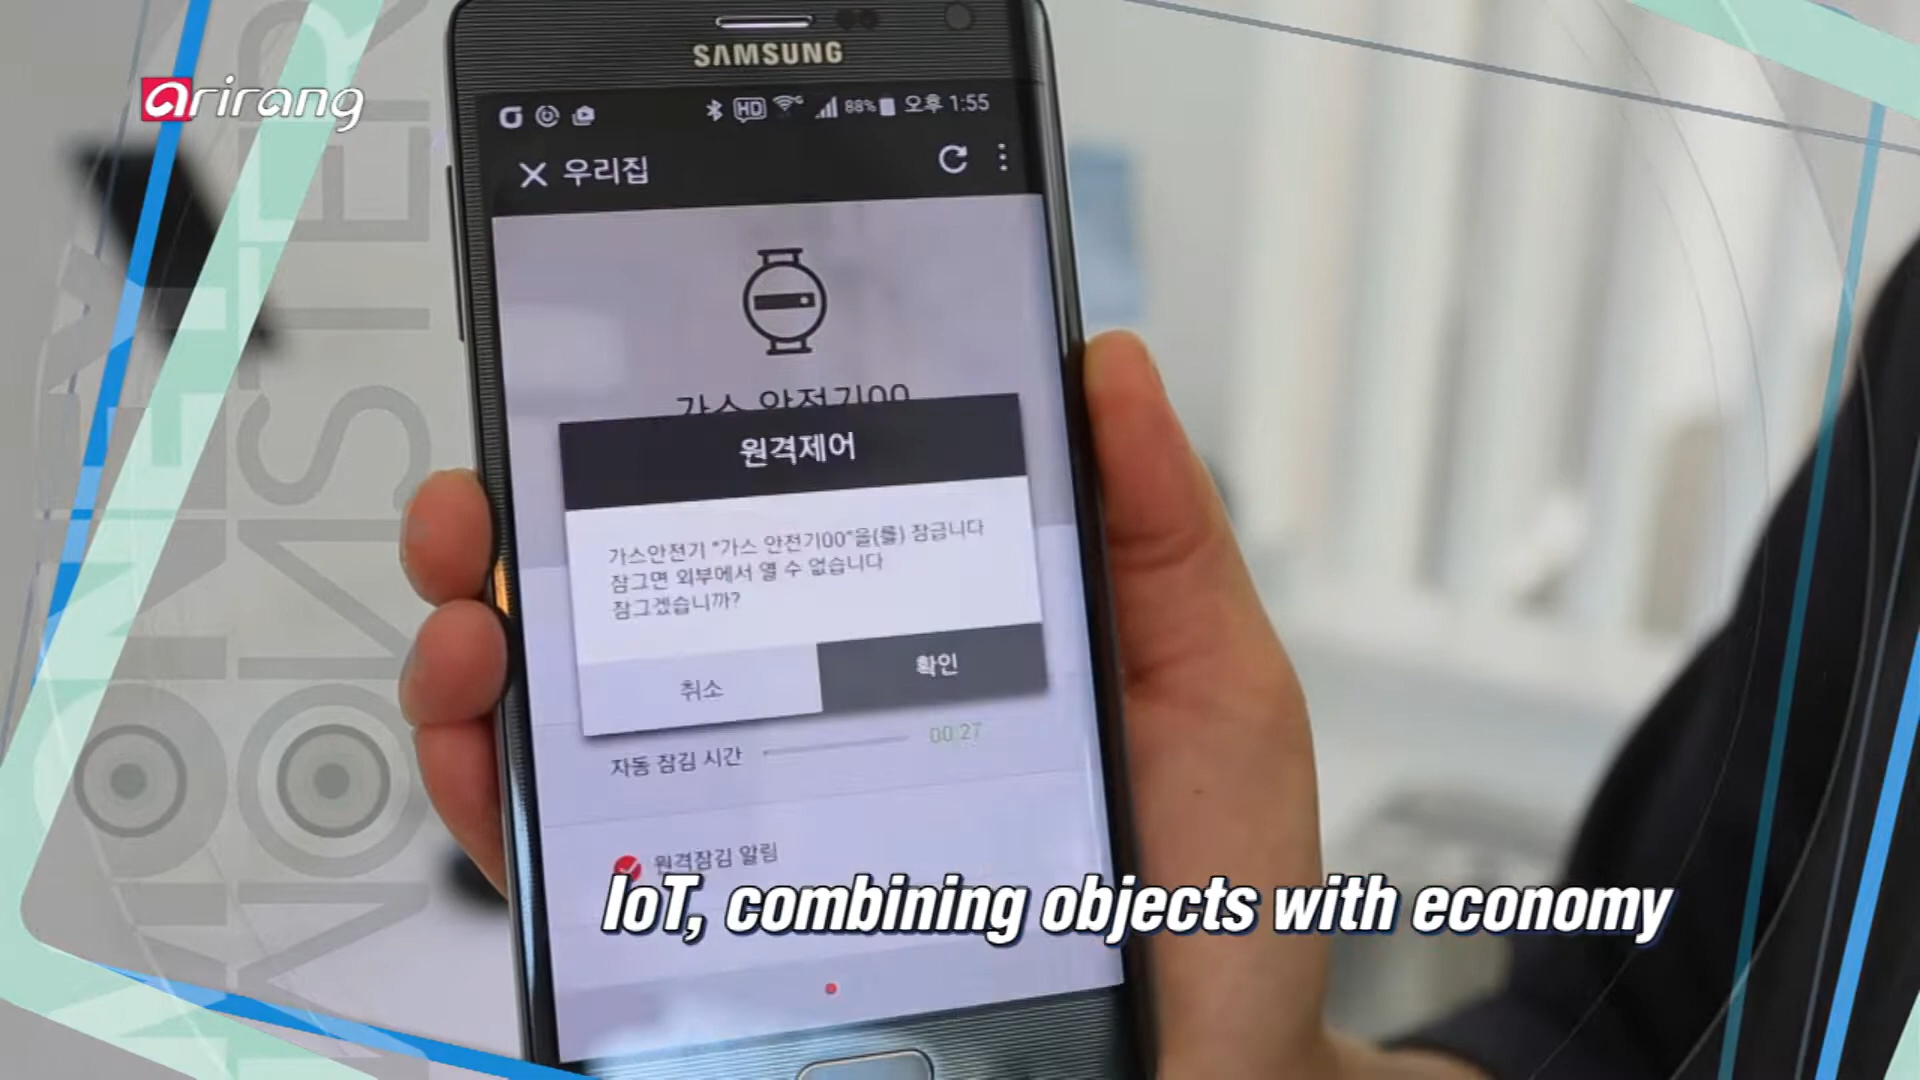 arirang
MONEY MONSTER
SAMSUNG
HD
88%
오후 1:55
우리집
가스 안전기00
원격제어
가스안전기 "가스 안전기00"을(를) 잠급니다
잠그면 외부에서 열 수 없습니다
잠그겠습니까?
취소
확인
자동 잠김 시간
00:27
원격잠김 알림
IoT, combining objects with economy